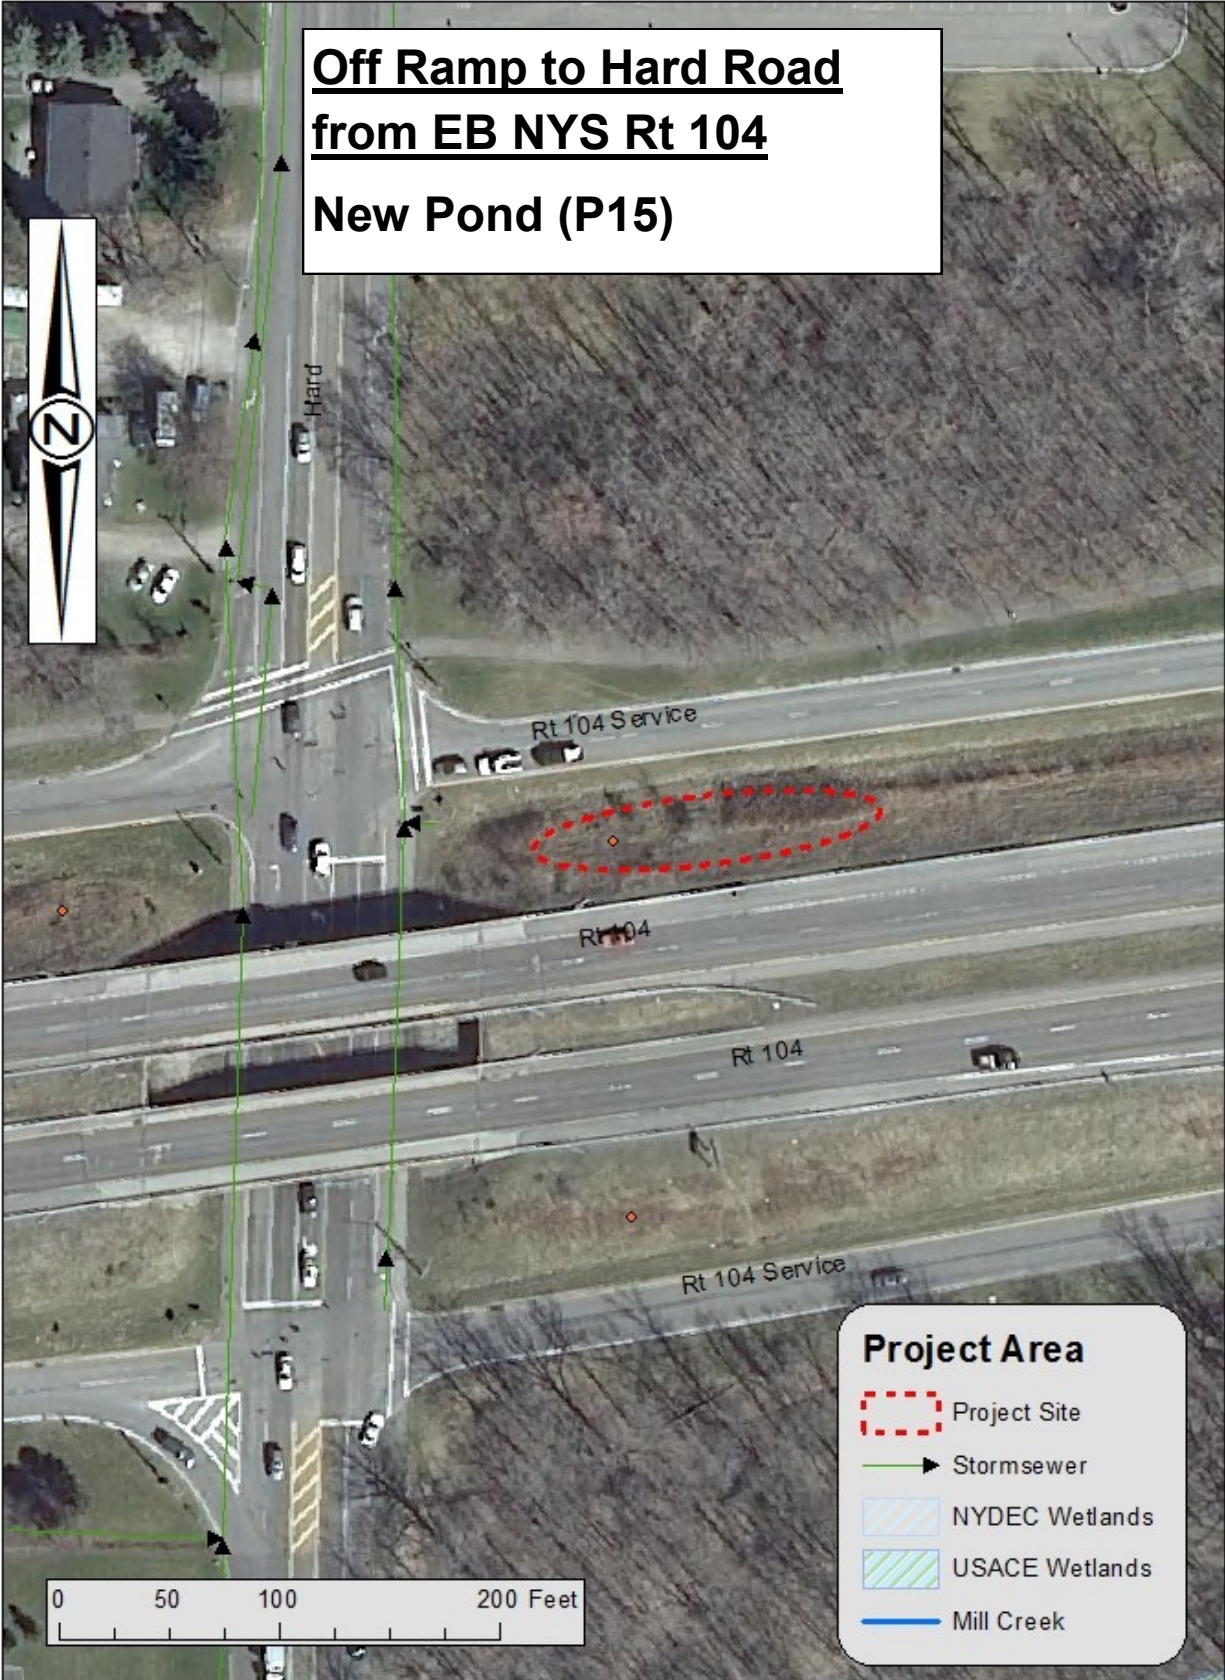 Off Ramp to Hard Road
from EB NYS Rt 104
New Pond (P15)
N
Hard
Rt 104 Service
Rt 104
Rt 104
Rt 104 Service
Project Area
Project Site
Stormsewer
NYDEC Wetlands
USACE Wetlands
Mill Creek
0 50 100 200 Feet